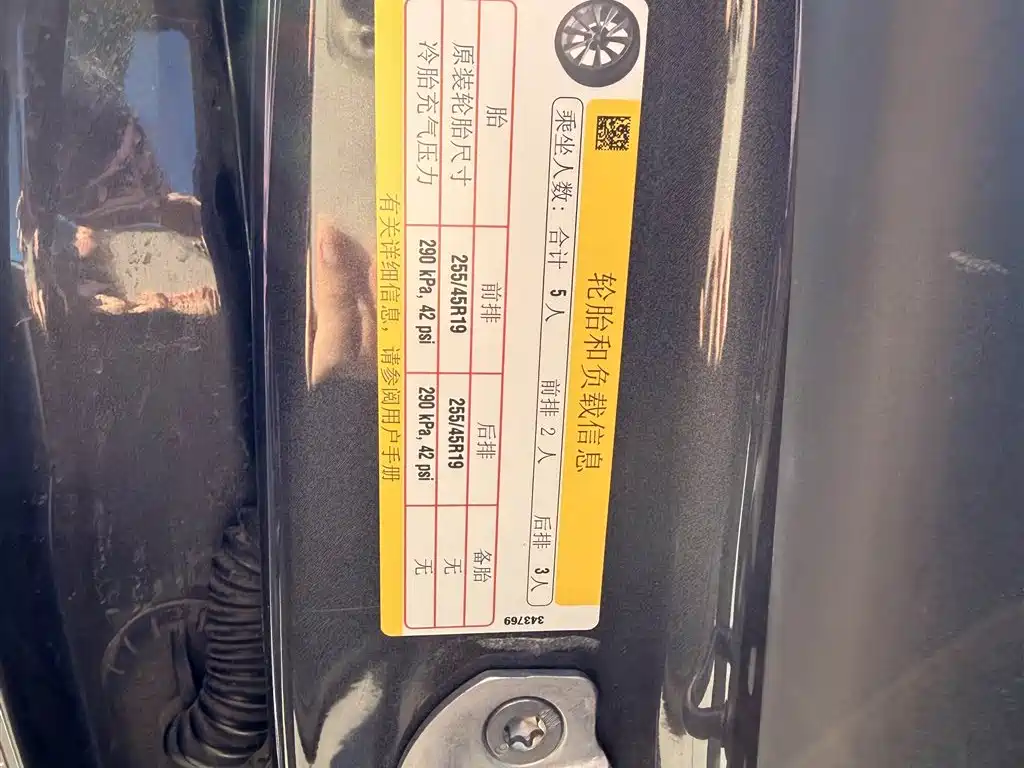 轮胎和负载信息
乘坐人数: 合计 5 人 前排 2 人 后排 3人
胎 前排 后排 备胎
原装轮胎尺寸 255/45R19 255/45R19 无
冷胎充气压力 290 kPa, 42 psi 290 kPa, 42 psi 无
有关详细信息, 请参阅用户手册
343769